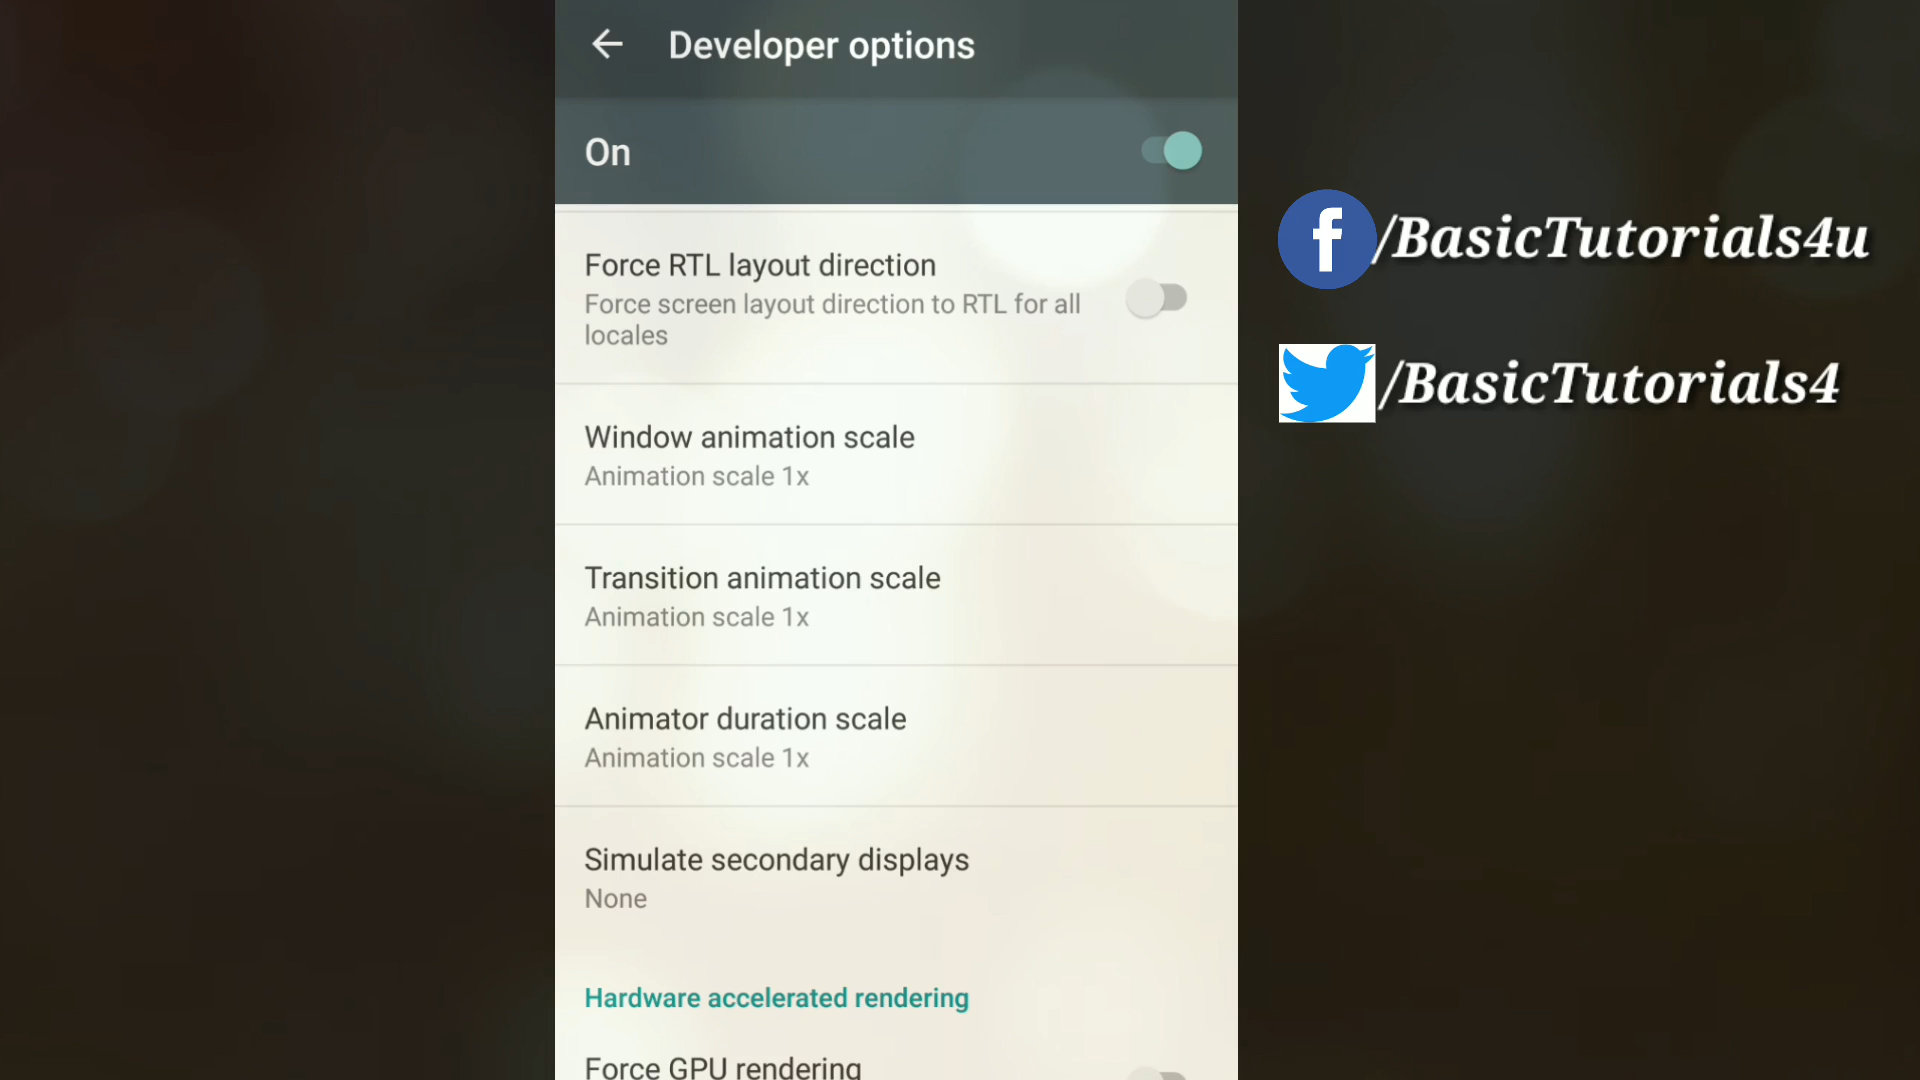 Developer options
On
Force RTL layout direction
Force screen layout direction to RTL for all
locales
Window animation scale
Animation scale 1x
Transition animation scale
Animation scale 1x
Animator duration scale
Animation scale 1x
Simulate secondary displays
None
Hardware accelerated rendering
Force GPU rendering
f/BasicTutorials4u
/BasicTutorials4